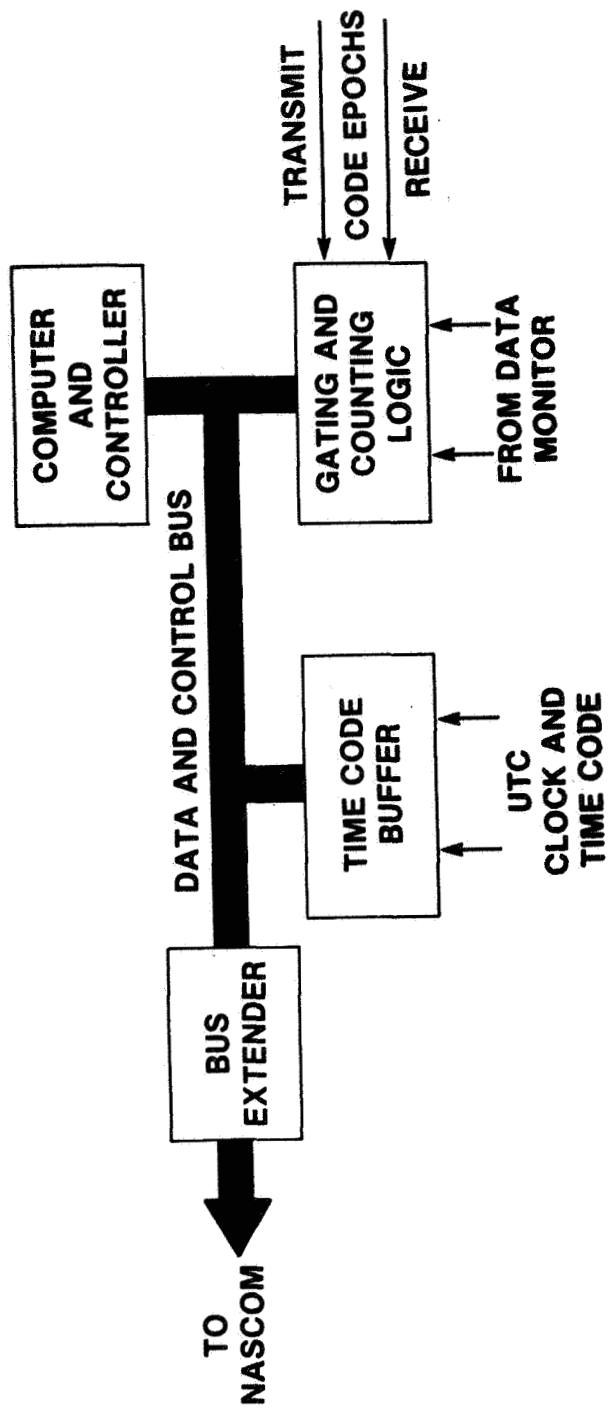 TO
NASCOM
BUS
EXTENDER
DATA AND CONTROL BUS
TIME CODE
BUFFER
UTC
CLOCK AND
TIME CODE
COMPUTER
AND
CONTROLLER
GATING AND
COUNTING
LOGIC
FROM DATA
MONITOR
TRANSMIT
CODE EPOCHS
RECEIVE